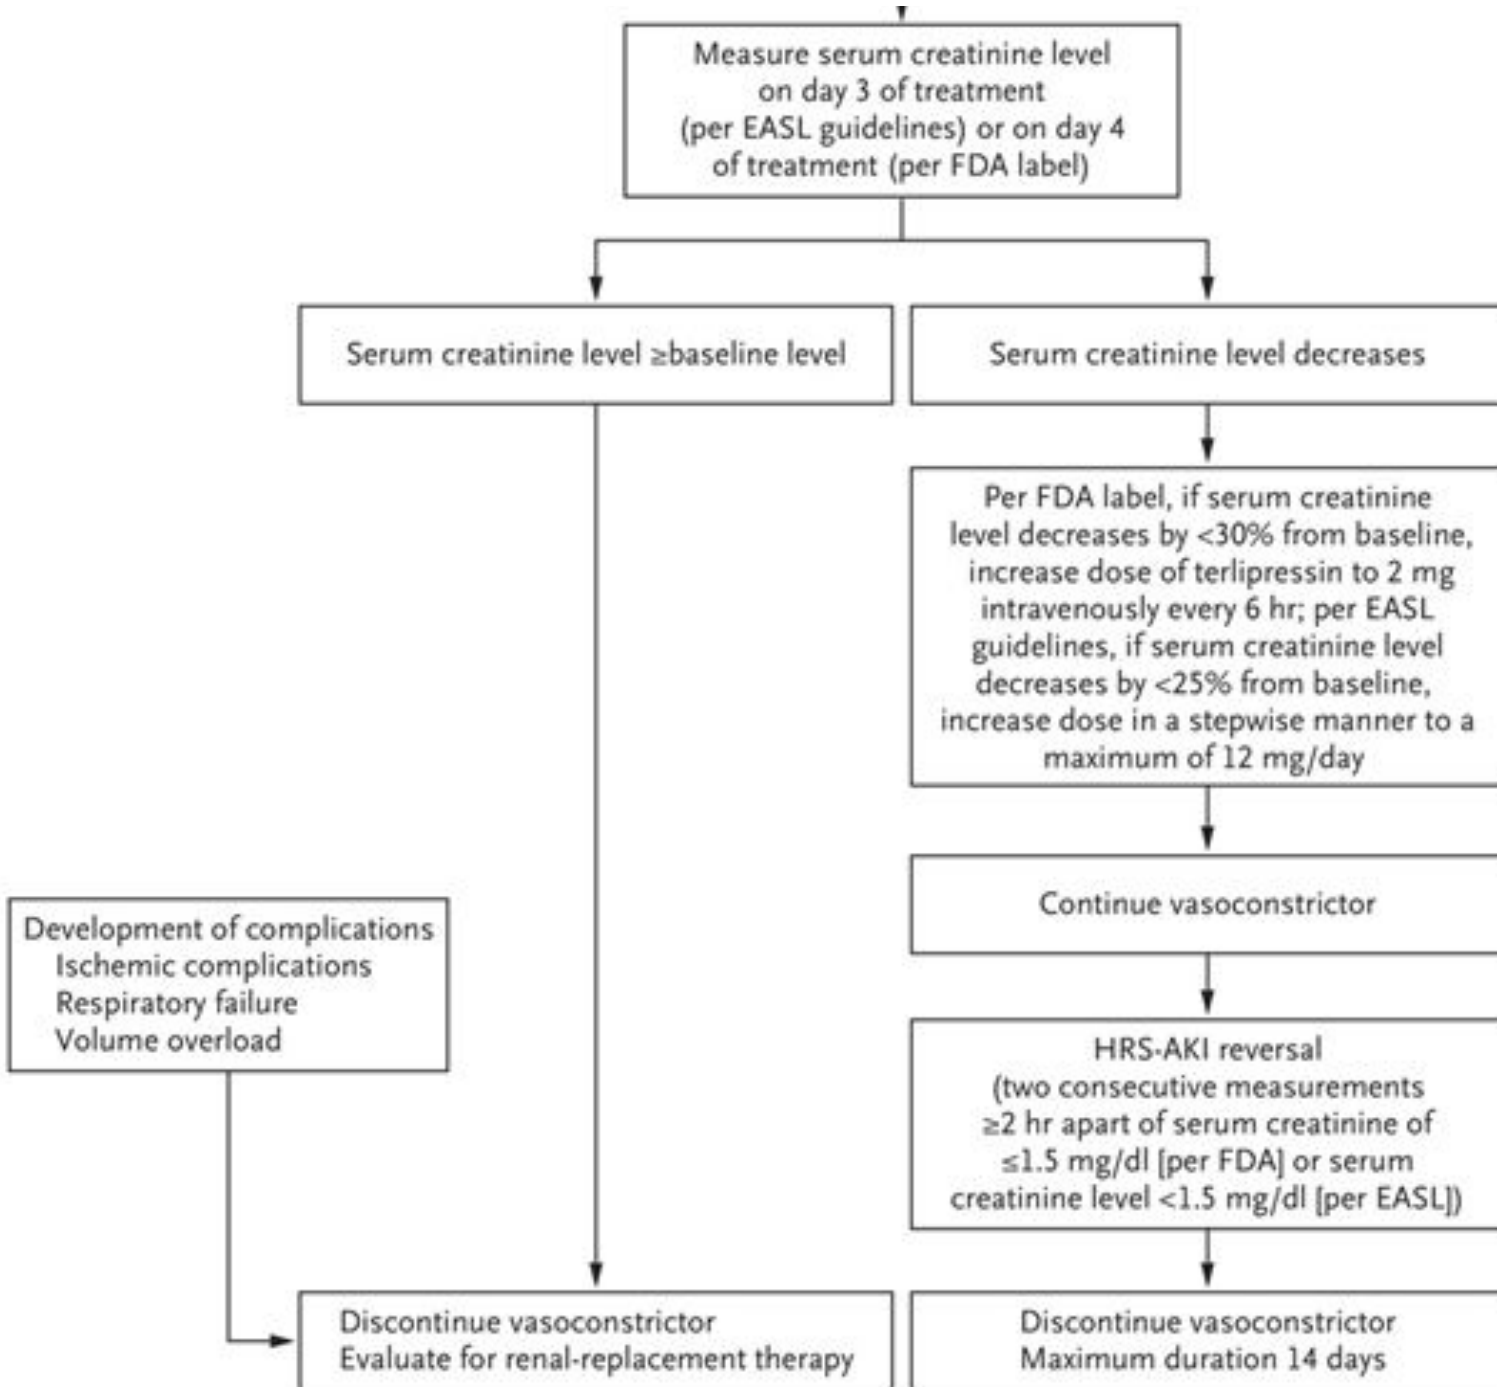 Measure serum creatinine level
on day 3 of treatment
(per EASL guidelines) or on day 4
of treatment (per FDA label)
Serum creatinine level ≥baseline level
Serum creatinine level decreases
Per FDA label, if serum creatinine
level decreases by <30% from baseline,
increase dose of terlipressin to 2 mg
intravenously every 6 hr; per EASL
guidelines, if serum creatinine level
decreases by <25% from baseline,
increase dose in a stepwise manner to a
maximum of 12 mg/day
Continue vasoconstrictor
Development of complications
Ischemic complications
Respiratory failure
Volume overload
HRS-AKI reversal
(two consecutive measurements
≥2 hr apart of serum creatinine of
≤1.5 mg/dl [per FDA] or serum
creatinine level <1.5 mg/dl [per EASL])
Discontinue vasoconstrictor
Evaluate for renal-replacement therapy
Discontinue vasoconstrictor
Maximum duration 14 days